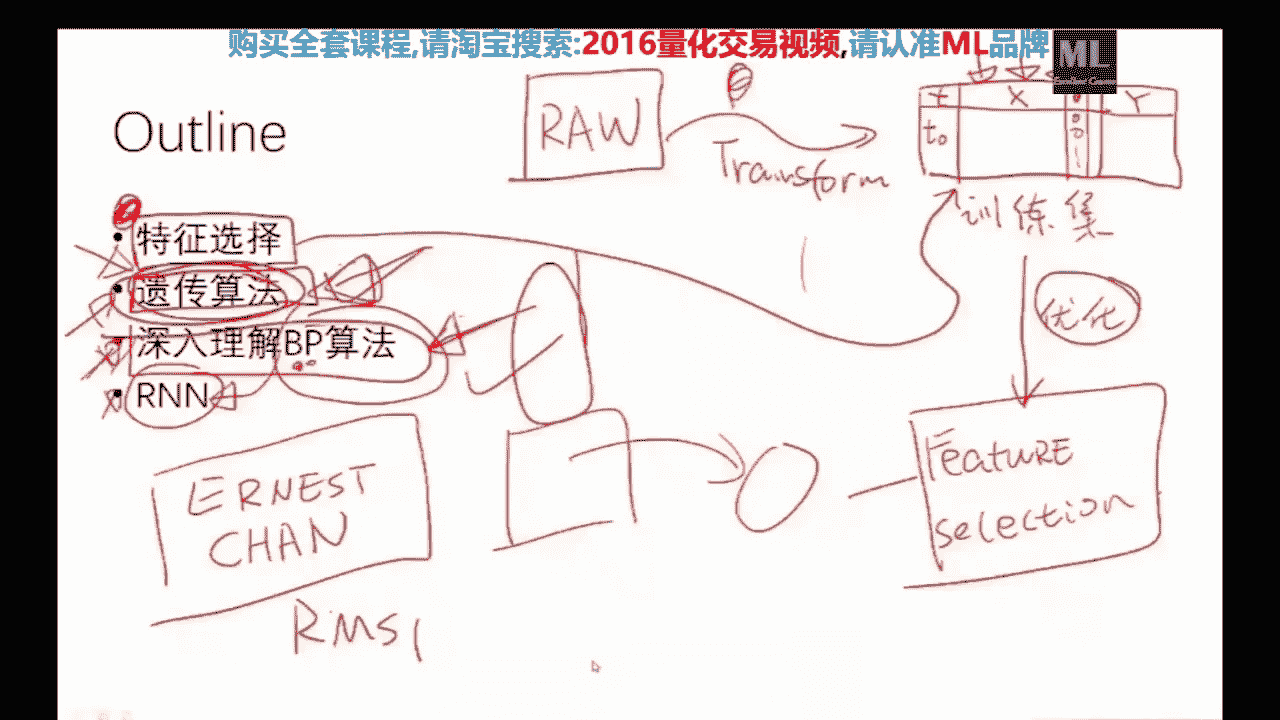 购买全套课程,请淘宝搜索:2016量化交易视频,请认准ML品牌
ML
Outline
RAW
Transform
t X Y
t0
训练集
• 特征选择
• 遗传算法
• 深入理解BP算法
• RNN
优化
Feature
selection
ERNEST
CHAN
RMS